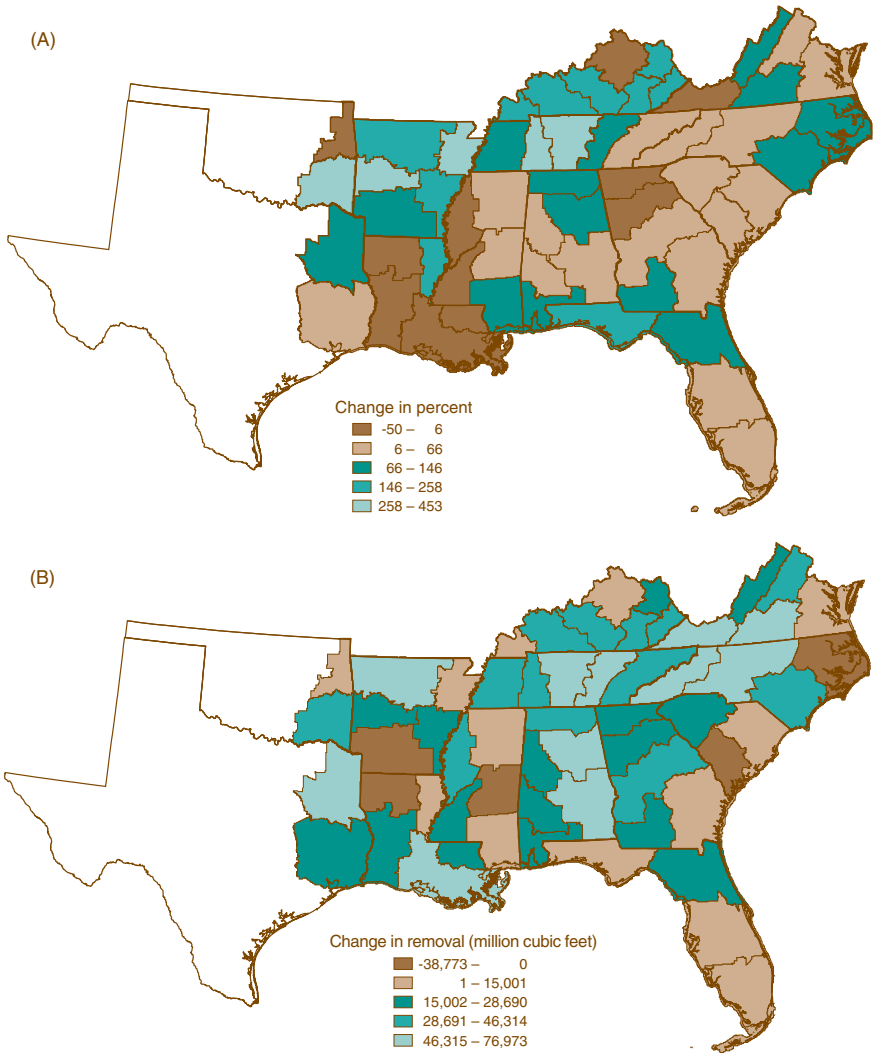 (A)
Change in percent
-50 – 6
6 – 66
66 – 146
146 – 258
258 – 453
(B)
Change in removal (million cubic feet)
-38,773 – 0
1 – 15,001
15,002 – 28,690
28,691 – 46,314
46,315 – 76,973